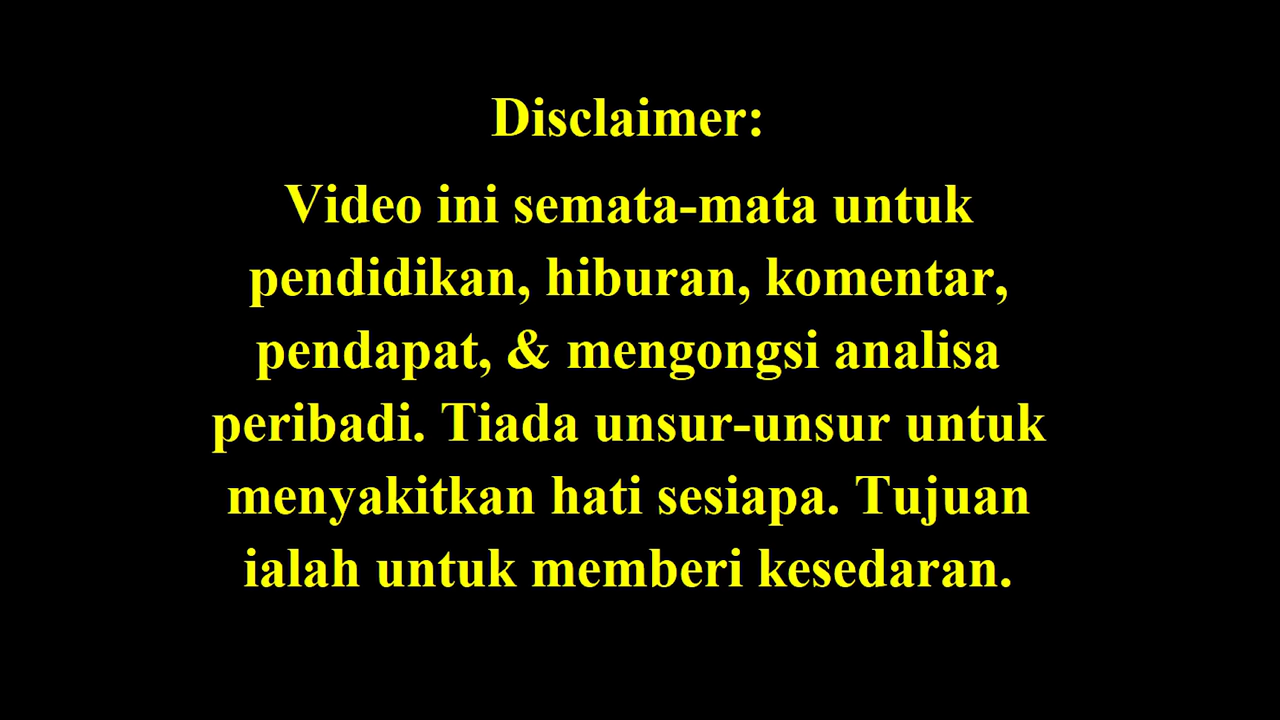 Disclaimer:
Video ini semata-mata untuk
pendidikan, hiburan, komentar,
pendapat, & mengongsi analisa
peribadi. Tiada unsur-unsur untuk
menyakitkan hati sesiapa. Tujuan
ialah untuk memberi kesedaran.